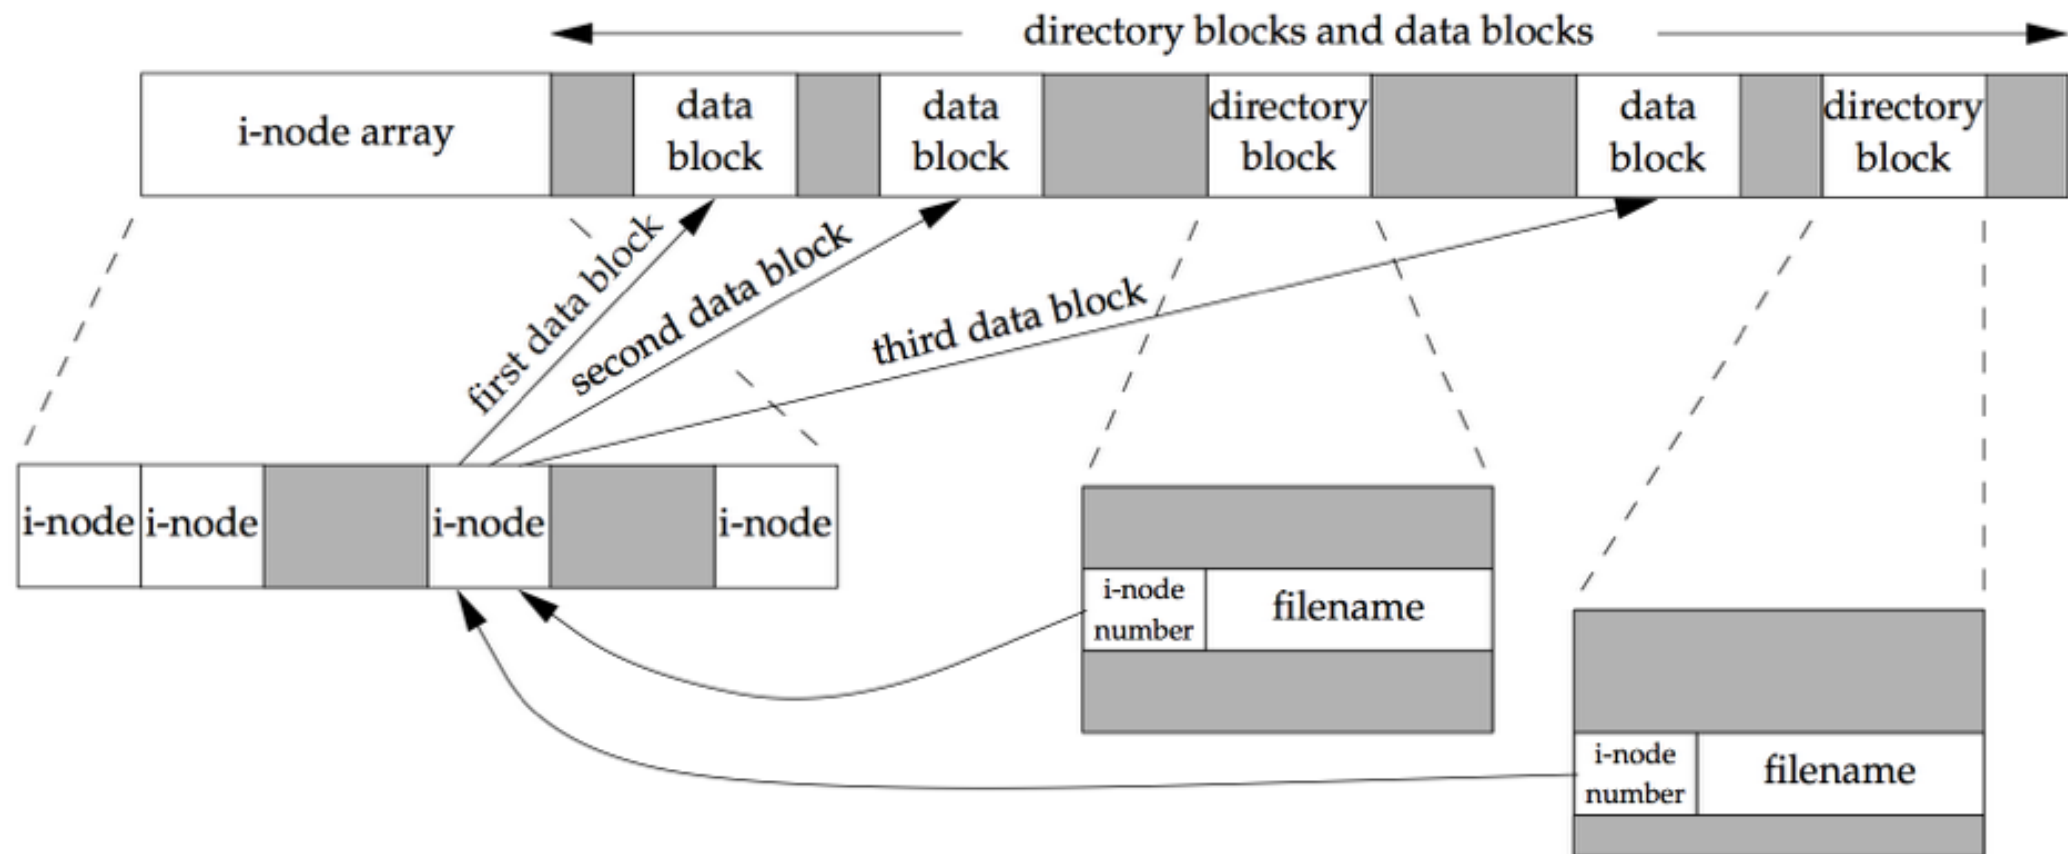 directory blocks and data blocks
i-node array
data
block
data
block
directory
block
data
block
directory
block
first data block
second data block
third data block
i-node
i-node
i-node
i-node
i-node
number
filename
i-node
number
filename